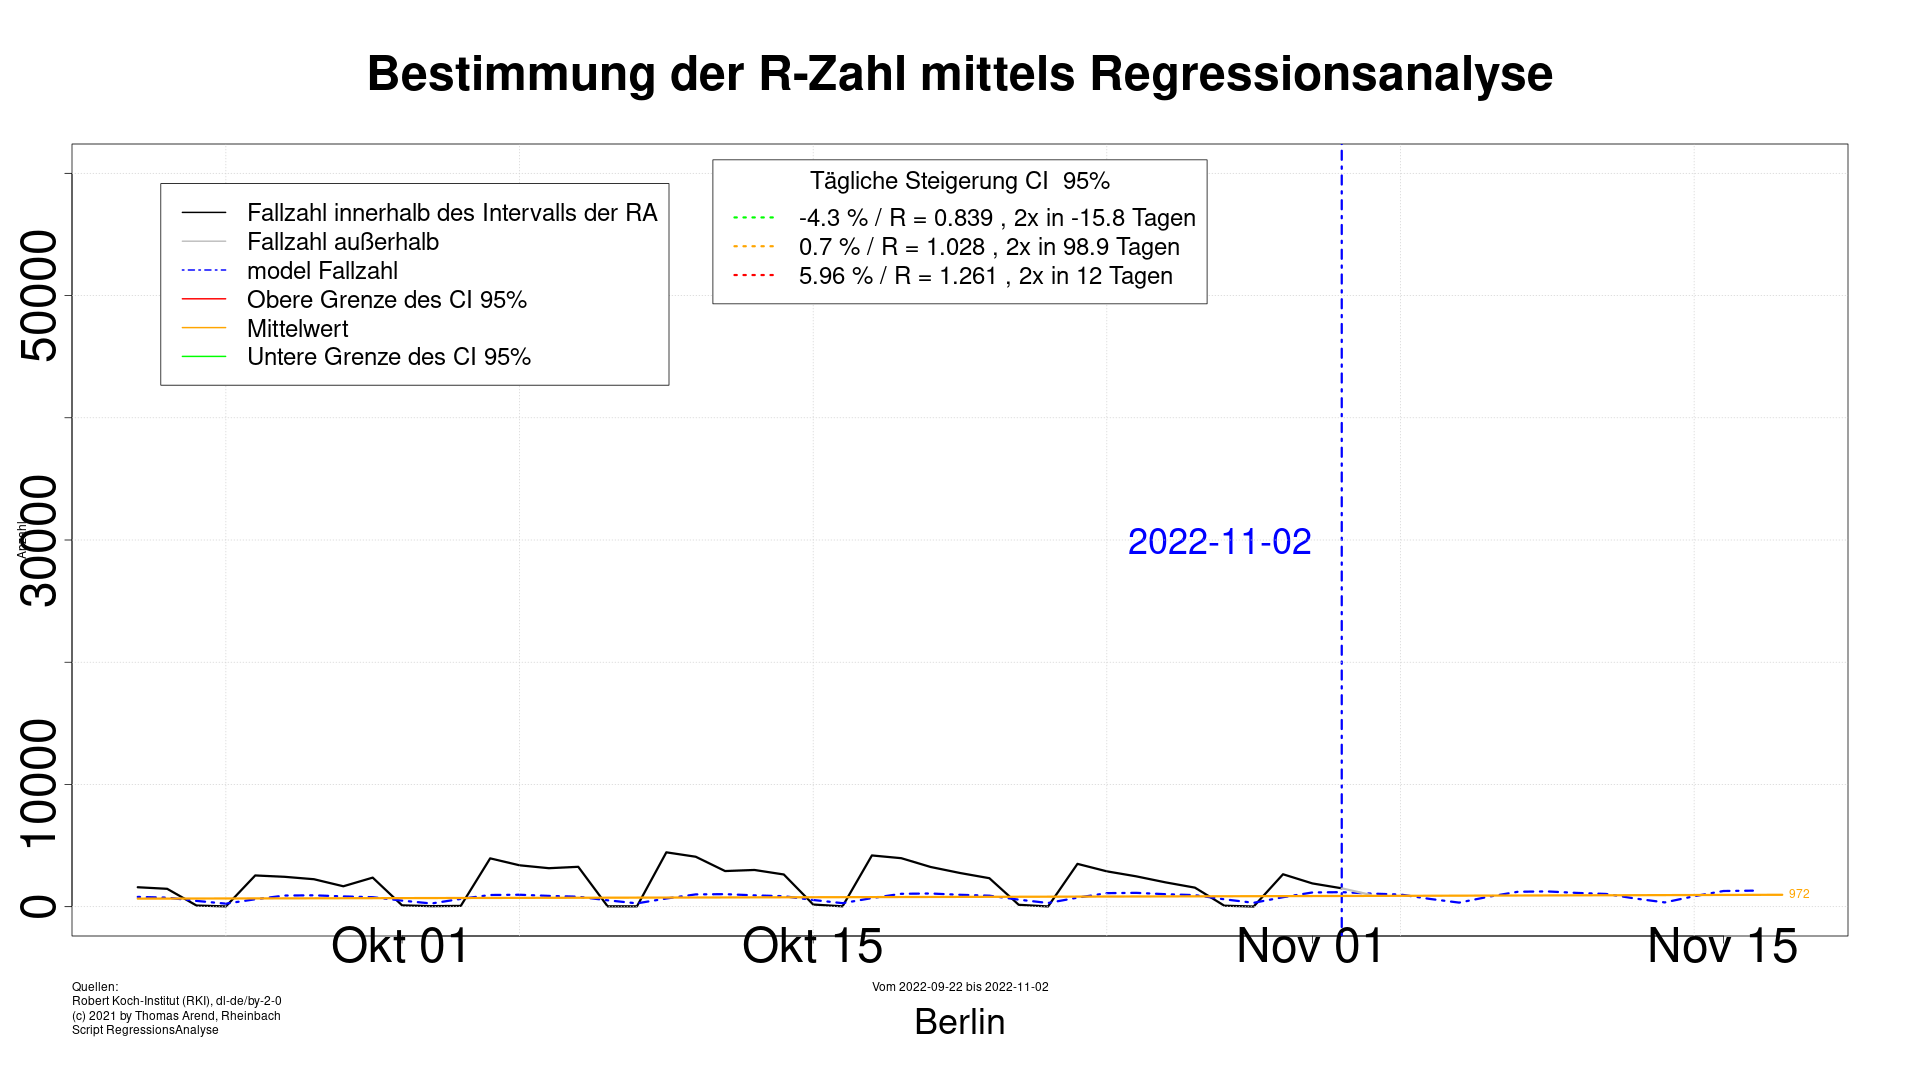 Bestimmung der R-Zahl mittels Regressionsanalyse
Fallzahl innerhalb des Intervalls der RA
Fallzahl außerhalb
model Fallzahl
Obere Grenze des CI 95%
Mittelwert
Untere Grenze des CI 95%
Tägliche Steigerung CI  95%
-4.3 % / R = 0.839 , 2x in -15.8 Tagen
0.7 % / R = 1.028 , 2x in 98.9 Tagen
5.96 % / R = 1.261 , 2x in 12 Tagen
50000
30000
10000
0
Anzahl
2022-11-02
972
Okt 01
Okt 15
Nov 01
Nov 15
Quellen:
Robert Koch-Institut (RKI), dl-de/by-2-0
(c) 2021 by Thomas Arend, Rheinbach
Script RegressionsAnalyse
Vom 2022-09-22 bis 2022-11-02
Berlin